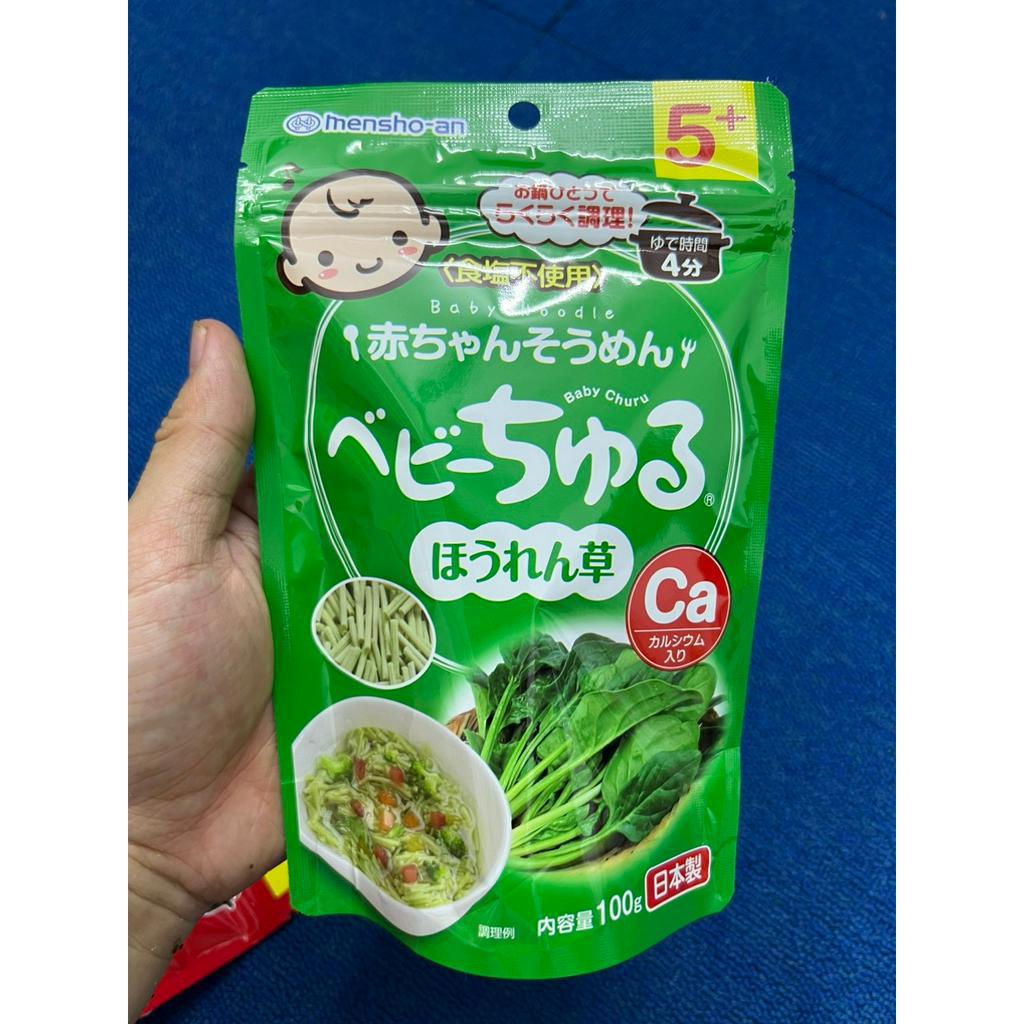 mensho-an
5+
お鍋ひとつで
らくらく調理!
ゆで時間
4分
〈食塩不使用〉
Baby Noodle
赤ちゃんそうめん
Baby Churu
ベビーちゅる®
ほうれん草
Ca
カルシウム
入り
調理例
内容量100g
日本製